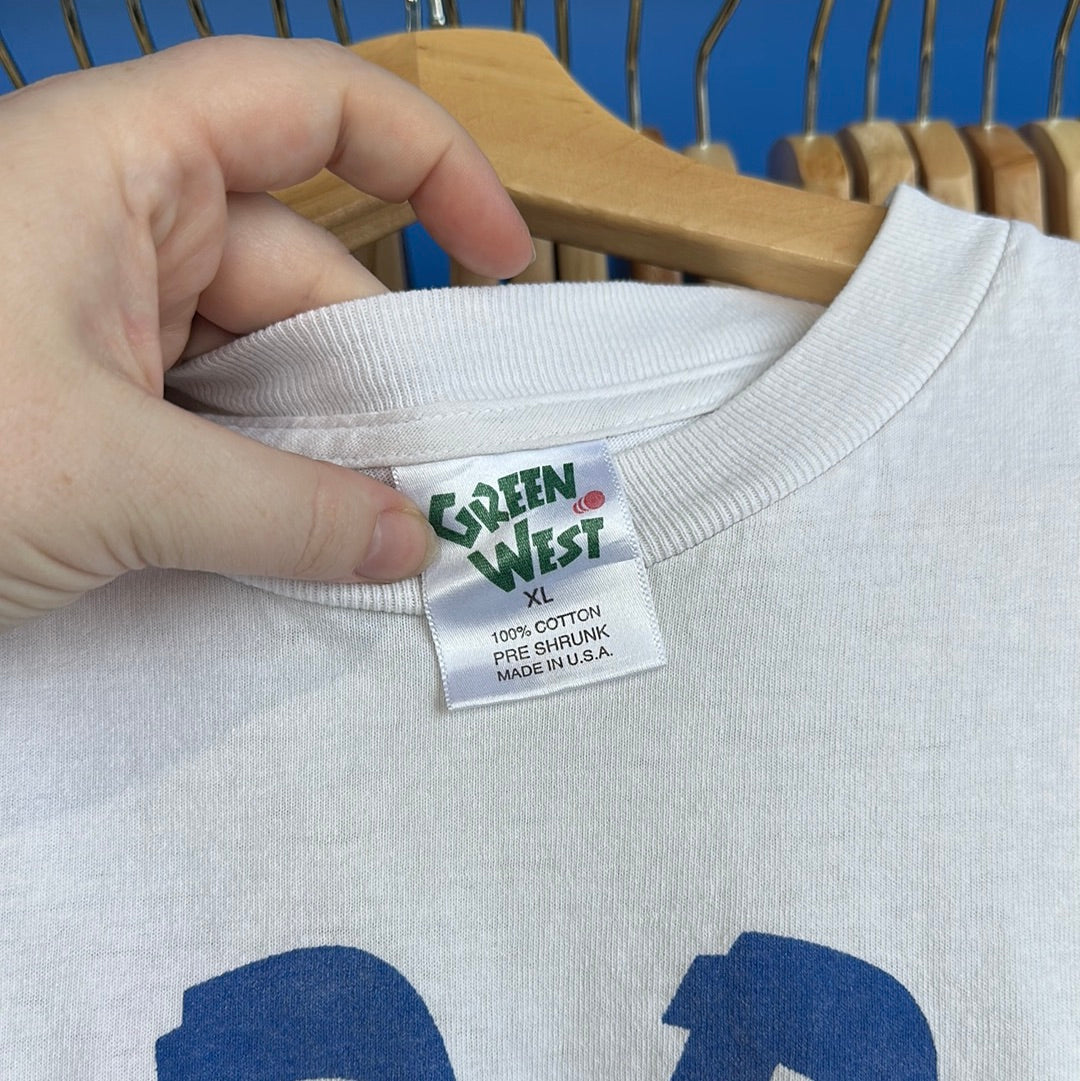 GREEN
WEST
XL
100% COTTON
PRE SHRUNK
MADE IN U.S.A.